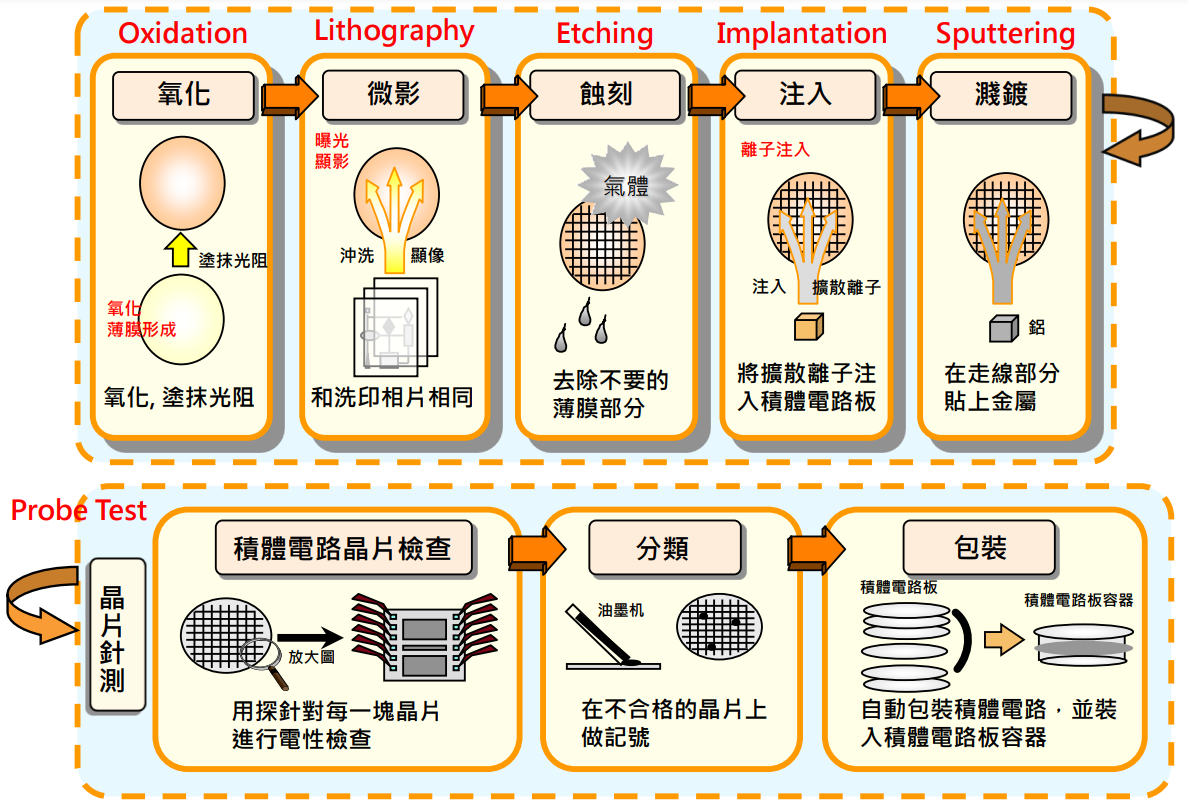 Oxidation
Lithography
Etching
Implantation
Sputtering
氧化
微影
蝕刻
注入
濺鍍
塗抹光阻
氧化
薄膜形成
氧化, 塗抹光阻
曝光
顯影
沖洗
顯像
和洗印相片相同
氣體
去除不要的
薄膜部分
離子注入
注入
擴散離子
將擴散離子注
入積體電路板
鋁
在走線部分
貼上金屬
Probe Test
晶片針測
積體電路晶片檢查
放大圖
用探針對每一塊晶片
進行電性檢查
分類
油墨机
在不合格的晶片上
做記號
包裝
積體電路板
積體電路板容器
自動包裝積體電路，並裝
入積體電路板容器